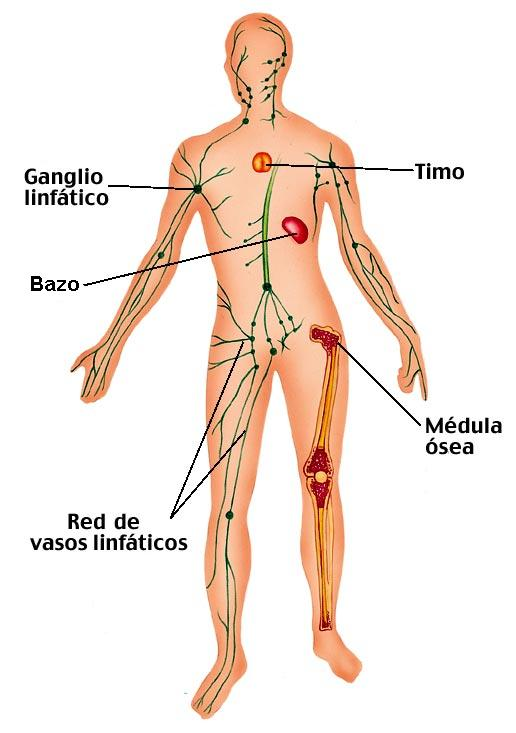 Ganglio
linfático
Timo
Bazo
Médula
ósea
Red de
vasos linfáticos